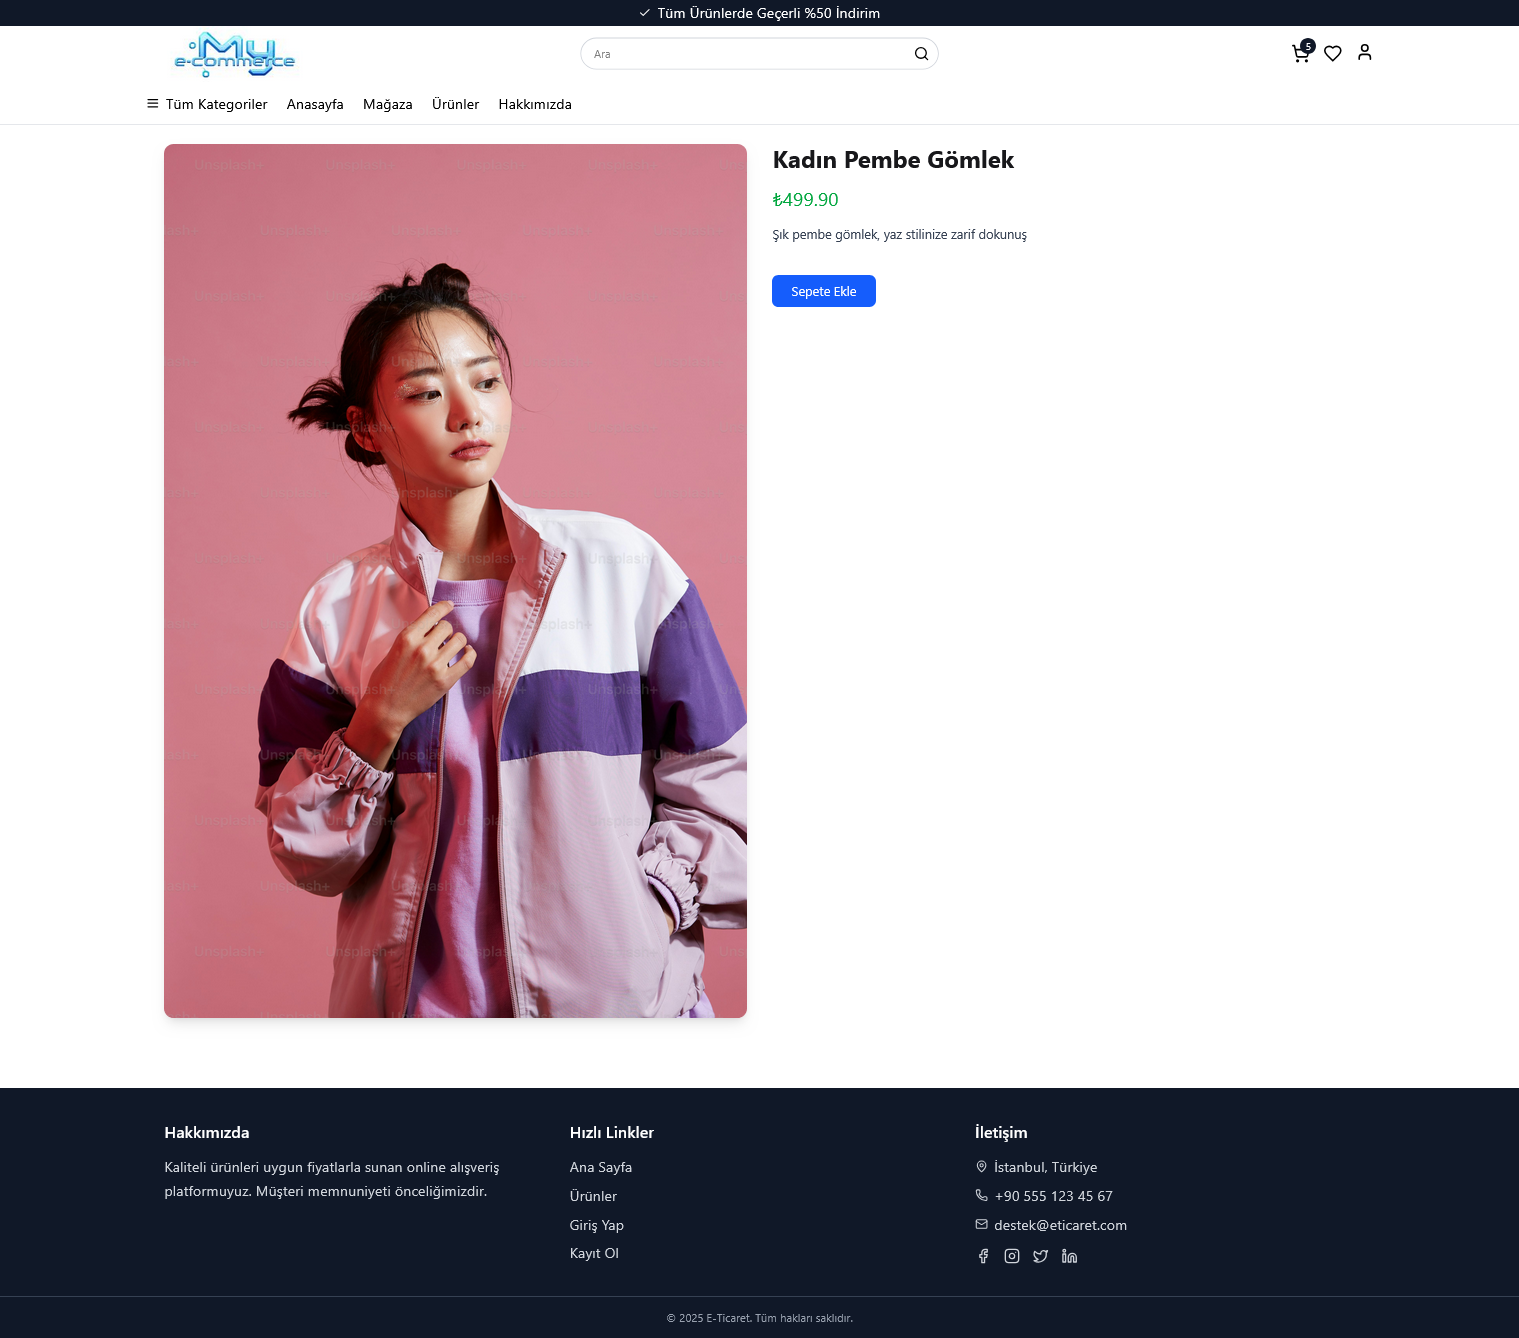 Tüm Ürünlerde Geçerli %50 İndirim
My
e-commerce
Ara
5
Tüm Kategoriler Anasayfa Mağaza Ürünler Hakkımızda
Unsplash+
Kadın Pembe Gömlek
₺499.90
Şık pembe gömlek, yaz stilinize zarif dokunuş
Sepete Ekle
Hakkımızda
Kaliteli ürünleri uygun fiyatlarla sunan online alışveriş
platformuyuz. Müşteri memnuniyeti önceliğimizdir.
Hızlı Linkler
Ana Sayfa
Ürünler
Giriş Yap
Kayıt Ol
İletişim
İstanbul, Türkiye
+90 555 123 45 67
destek@eticaret.com
© 2025 E-Ticaret. Tüm hakları saklıdır.